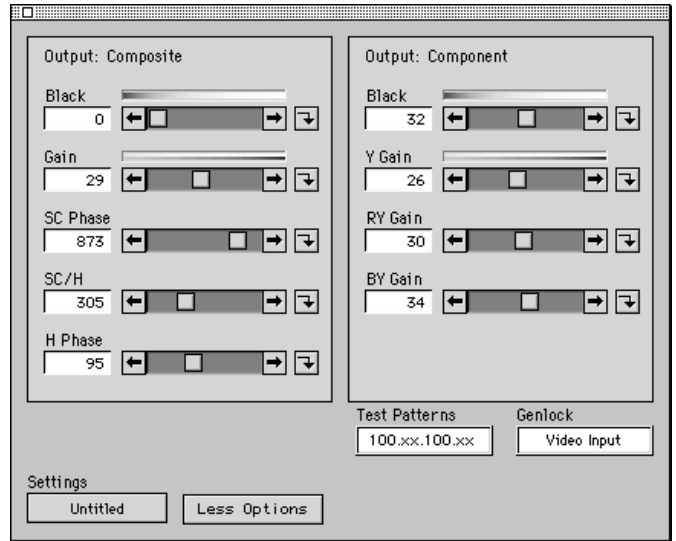 Output: Composite
Black
0
Gain
29
SC Phase
873
SC/H
305
H Phase
95
Output: Component
Black
32
Y Gain
26
RY Gain
30
BY Gain
34
Test Patterns
100.xx.100.xx
Genlock
Video Input
Settings
Untitled
Less Options